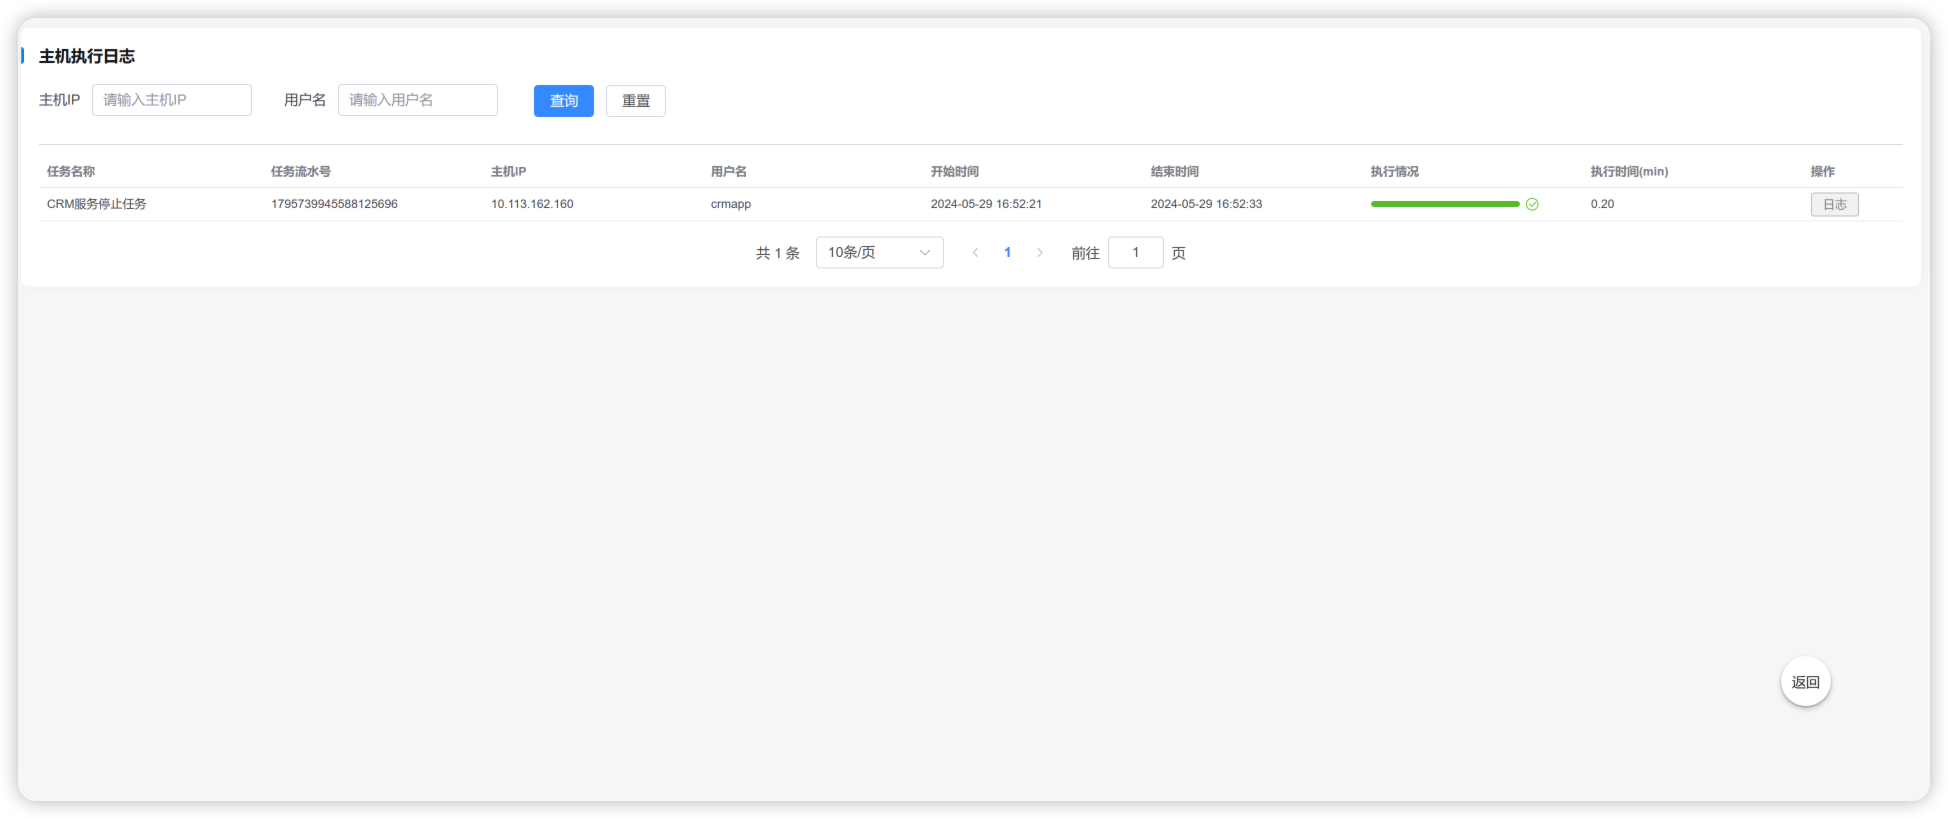 主机执行日志
主机IP 请输入主机IP 用户名 请输入用户名 查询 重置
任务名称 任务流水号 主机IP 用户名 开始时间 结束时间 执行情况 执行时间(min) 操作
CRM服务停止任务 1795739945588125696 10.113.162.160 crmapp 2024-05-29 16:52:21 2024-05-29 16:52:33 0.20 日志
共 1 条 10条/页 1 前往 1 页
返回